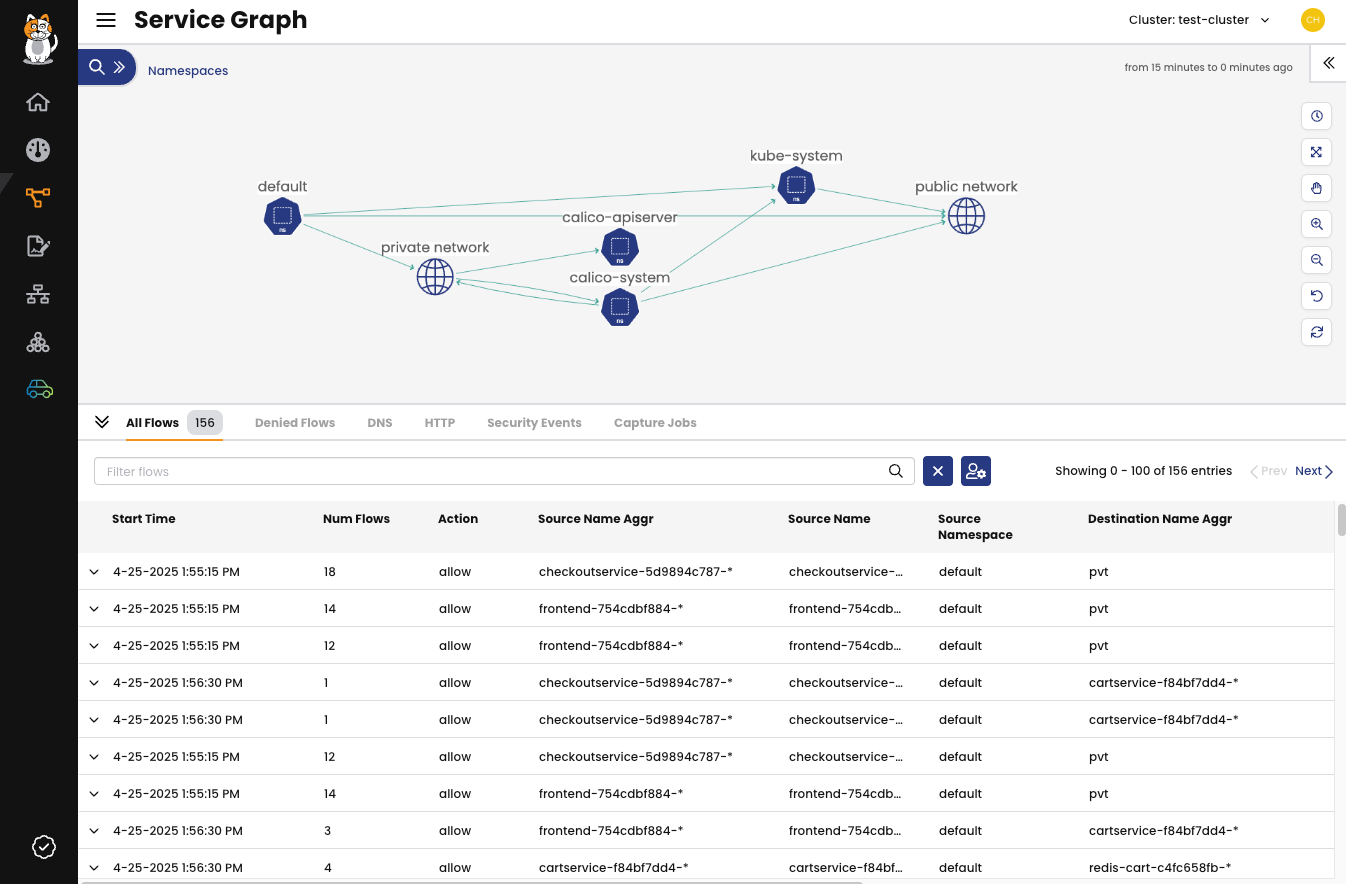 Service Graph
Cluster: test-cluster
CH
Namespaces
from 15 minutes to 0 minutes ago
kube-system
ns
default
ns
public network
calico-apiserver
ns
private network
calico-system
ns
All Flows 156 Denied Flows DNS HTTP Security Events Capture Jobs
Filter flows
Showing 0 - 100 of 156 entries Prev Next
Start Time Num Flows Action Source Name Aggr Source Name Source Namespace Destination Name Aggr
4-25-2025 1:55:15 PM 18 allow checkoutservice-5d9894c787-* checkoutservice-... default pvt
4-25-2025 1:55:15 PM 14 allow frontend-754cdbf884-* frontend-754cdb... default pvt
4-25-2025 1:55:15 PM 12 allow frontend-754cdbf884-* frontend-754cdb... default pvt
4-25-2025 1:56:30 PM 1 allow checkoutservice-5d9894c787-* checkoutservice-... default cartservice-f84bf7dd4-*
4-25-2025 1:56:30 PM 1 allow checkoutservice-5d9894c787-* checkoutservice-... default cartservice-f84bf7dd4-*
4-25-2025 1:55:15 PM 12 allow checkoutservice-5d9894c787-* checkoutservice-... default pvt
4-25-2025 1:55:15 PM 14 allow frontend-754cdbf884-* frontend-754cdb... default pvt
4-25-2025 1:56:30 PM 3 allow frontend-754cdbf884-* frontend-754cdb... default cartservice-f84bf7dd4-*
4-25-2025 1:56:30 PM 4 allow cartservice-f84bf7dd4-* cartservice-f84bf... default redis-cart-c4fc658fb-*